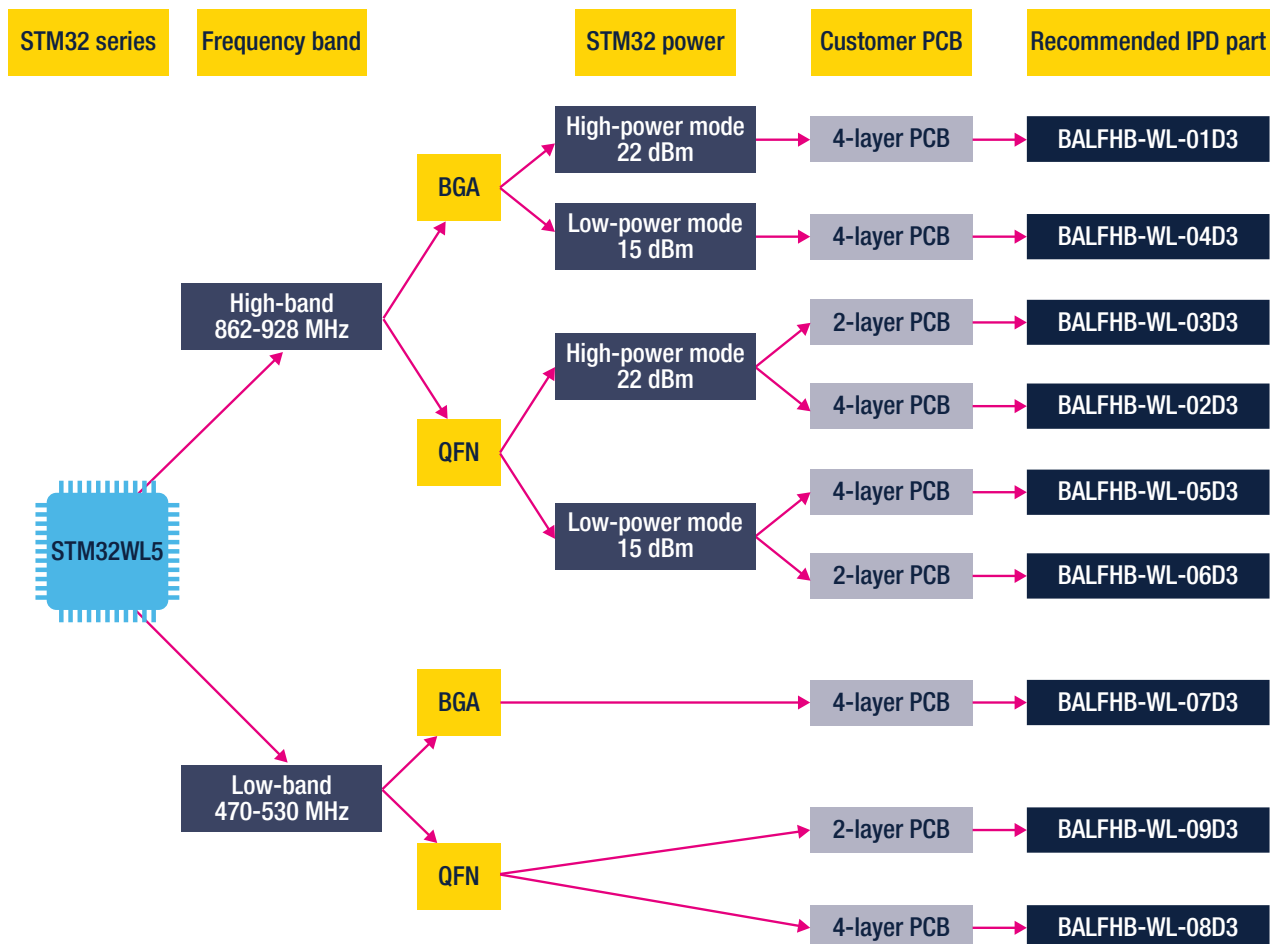 STM32 series
Frequency band
STM32 power
Customer PCB
Recommended IPD part
High-power mode
22 dBm
4-layer PCB
BALFHB-WL-01D3
BGA
Low-power mode
15 dBm
4-layer PCB
BALFHB-WL-04D3
High-band
862-928 MHz
2-layer PCB
BALFHB-WL-03D3
High-power mode
22 dBm
4-layer PCB
BALFHB-WL-02D3
QFN
4-layer PCB
BALFHB-WL-05D3
Low-power mode
15 dBm
2-layer PCB
BALFHB-WL-06D3
STM32WL5
BGA
4-layer PCB
BALFHB-WL-07D3
Low-band
470-530 MHz
2-layer PCB
BALFHB-WL-09D3
QFN
4-layer PCB
BALFHB-WL-08D3